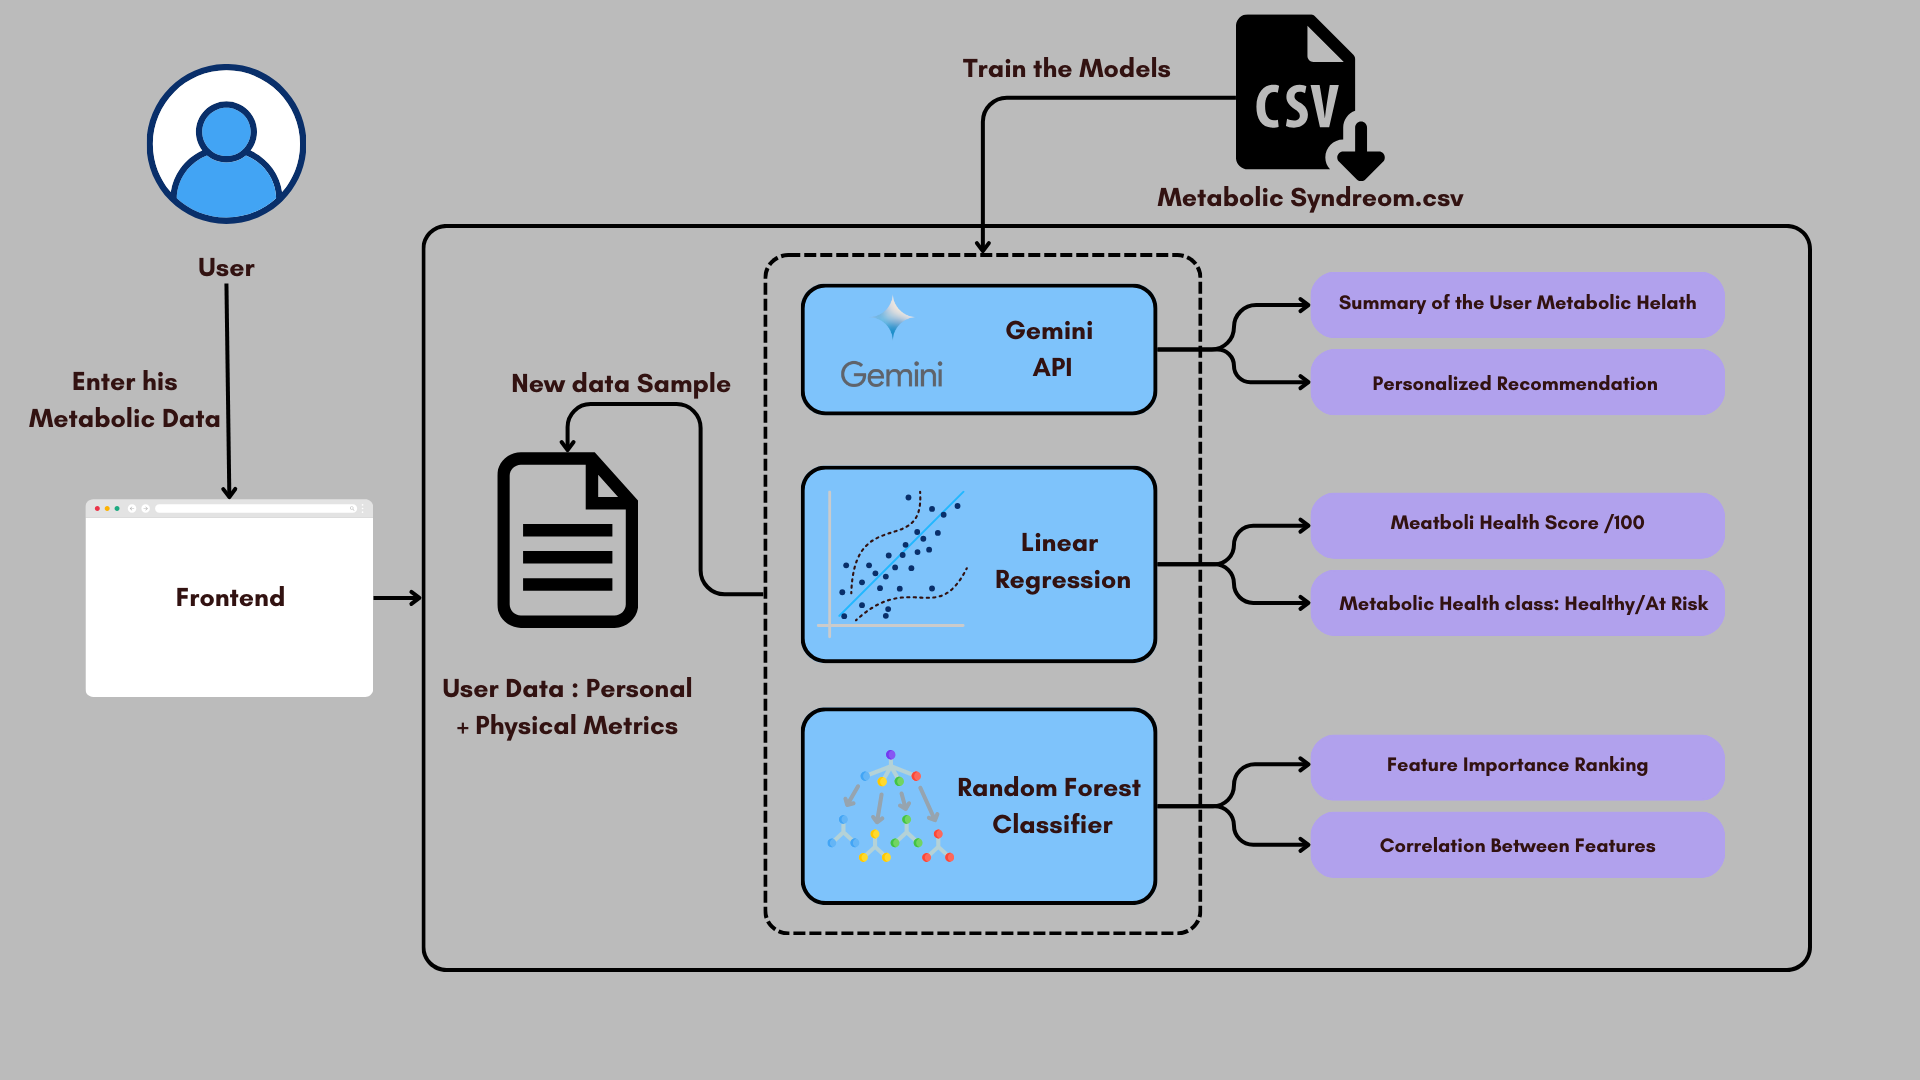 Train the Models
CSV
Metabolic Syndreom.csv
User
Enter his
Metabolic Data
Frontend
New data Sample
User Data : Personal
+ Physical Metrics
Gemini
Gemini
API
Summary of the User Metabolic Helath
Personalized Recommendation
Linear
Regression
Meatboli Health Score /100
Metabolic Health class: Healthy/At Risk
Random Forest
Classifier
Feature Importance Ranking
Correlation Between Features